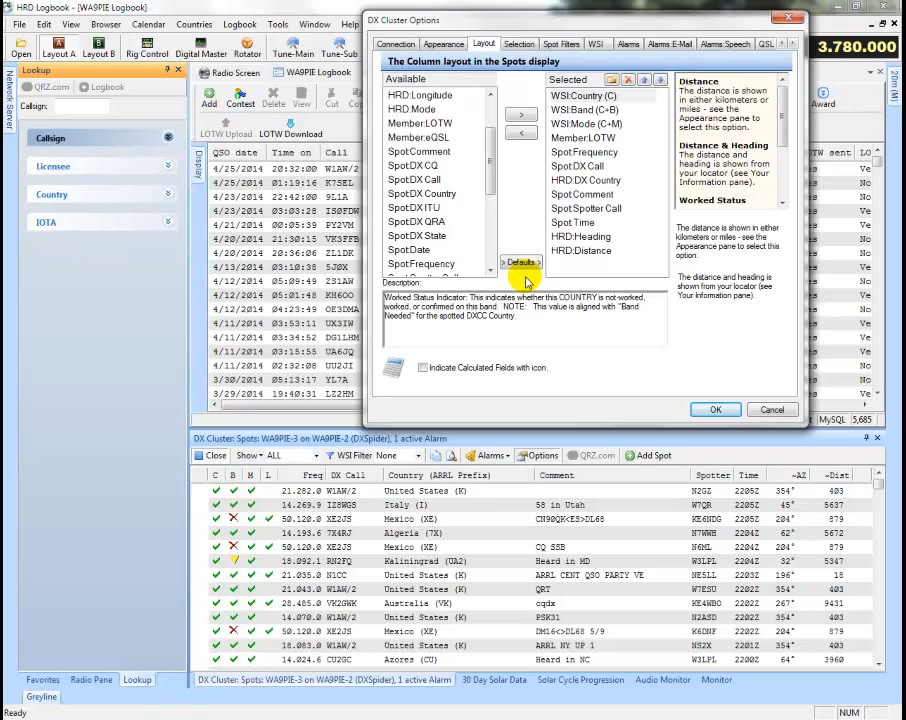 HRD Logbook - [WA9PIE Logbook]
File Edit View Browser Calendar Countries Logbook Tools Window Help
Open Layout A Layout B Rig Control Digital Master Rotator Tune-Main Tune-Sub
3.780.000
Network Server
Lookup
QRZ.com Logbook
Callsign:
Callsign
Licensee
Country
IOTA
Radio Screen WA9PIE Logbook
Add Contest Delete View Cut
LOTW Upload LOTW Download
Award
20m (M)
Display
QSO date Time on Call
4/25/2014 20:32:00 W1AW/2
4/25/2014 01:19:16 K7SEL
4/22/2014 22:42:00 9L1A
4/21/2014 03:03:28 IS0FDW
4/21/2014 00:05:39 PY2VM
4/20/2014 21:30:38 VK3FFB
4/20/2014 20:36:06 ZL1DK
4/13/2014 03:08:10 5J0X
4/12/2014 05:09:49 ZS1AW
4/12/2014 05:01:48 KH6OO
4/12/2014 04:23:49 OE3DMA
4/11/2014 03:51:53 UX3IW
4/11/2014 03:27:34 DG1LHM
4/11/2014 03:15:55 UA6JQ
4/11/2014 02:32:08 UU2JI
3/30/2014 05:13:17 YL7A
3/29/2014 19:40:31 LZ2HM
DX Cluster Options
Connection Appearance Layout Selection Spot Filters WSI Alarms Alarms:E-Mail Alarms:Speech QSL
The Column layout in the Spots display
Available
HRD:Longitude
HRD:Mode
Member:LOTW
Member:eQSL
Spot:Comment
Spot:DX CQ
Spot:DX Call
Spot:DX Country
Spot:DX ITU
Spot:DX QRA
Spot:DX State
Spot:Date
Spot:Frequency
>
<
> Defaults >
Selected
WSI:Country (C)
WSI:Band (C+B)
WSI:Mode (C+M)
Member:LOTW
Spot:Frequency
Spot:DX Call
HRD:DX Country
Spot:Comment
Spot:Spotter Call
Spot:Time
HRD:Heading
HRD:Distance
Distance
The distance is shown in
either kilometers or
miles - see the
Appearance pane to
select this option.
Distance & Heading
The distance and
heading is shown from
your locator (see Your
Information pane).
Worked Status
The distance is shown in either
kilometers or miles - see the
Appearance pane to select this
option.
The distance and heading is
shown from your locator (see
Your Information pane).
Description:
Worked Status Indicator: This indicates whether this COUNTRY is not-worked,
worked, or confirmed on this band. NOTE: This value is aligned with "Band
Needed" for the spotted DXCC Country.
Indicate Calculated Fields with icon.
OK Cancel
MySQL 5,685
DX Cluster: Spots: WA9PIE-3 on WA9PIE-2 (DXSpider), 1 active Alarm
Close Show ALL WSI Filter None Alarms Options QRZ.com Add Spot
C B M L Freq DX Call Country (ARRL Prefix) Comment Spotter Time ~AZ ~Dist
21.282.0 W1AW/2 United States (K) N2GZ 2205Z 354° 403
14.269.9 IZ8WGS Italy (I) 58 in Utah W7QR 2205Z 45° 5637
50.120.0 XE2JS Mexico (XE) CN90QK<ES>DL68 KE6NDG 2205Z 204° 879
14.193.6 7X4RJ Algeria (7X) N7WWH 2204Z 62° 5672
50.120.0 XE2JS Mexico (XE) CQ SSB N6ML 2204Z 204° 879
18.092.1 RN2FQ Kaliningrad (UA2) Heard in MD W3LPL 2204Z 32° 5347
21.035.0 N1CC United States (K) ARRL CENT QSO PARTY VE NE5LL 2203Z 196° 18
21.043.0 W1AW/2 United States (K) QRT W7ESU 2202Z 354° 403
28.485.0 VK2GWK Australia (VK) cqdx KE4WBO 2202Z 267° 9431
14.070.0 W1AW/2 United States (K) PSK31 N2ASD 2202Z 354° 403
50.120.0 XE2JS Mexico (XE) DM16<>DL68 5/9 K6DNF 2202Z 204° 879
18.083.0 W1AW/2 United States (K) ARRL NY UP 1 NS2X 2201Z 354° 403
14.024.6 CU2GC Azores (CU) Heard in NC W3LPL 2200Z 64° 3960
Favorites Radio Pane Lookup
DX Cluster: Spots: WA9PIE-3 on WA9PIE-2 (DXSpider), 1 active Alarm 30 Day Solar Data Solar Cycle Progression Audio Monitor Monitor
Greyline
Ready NUM